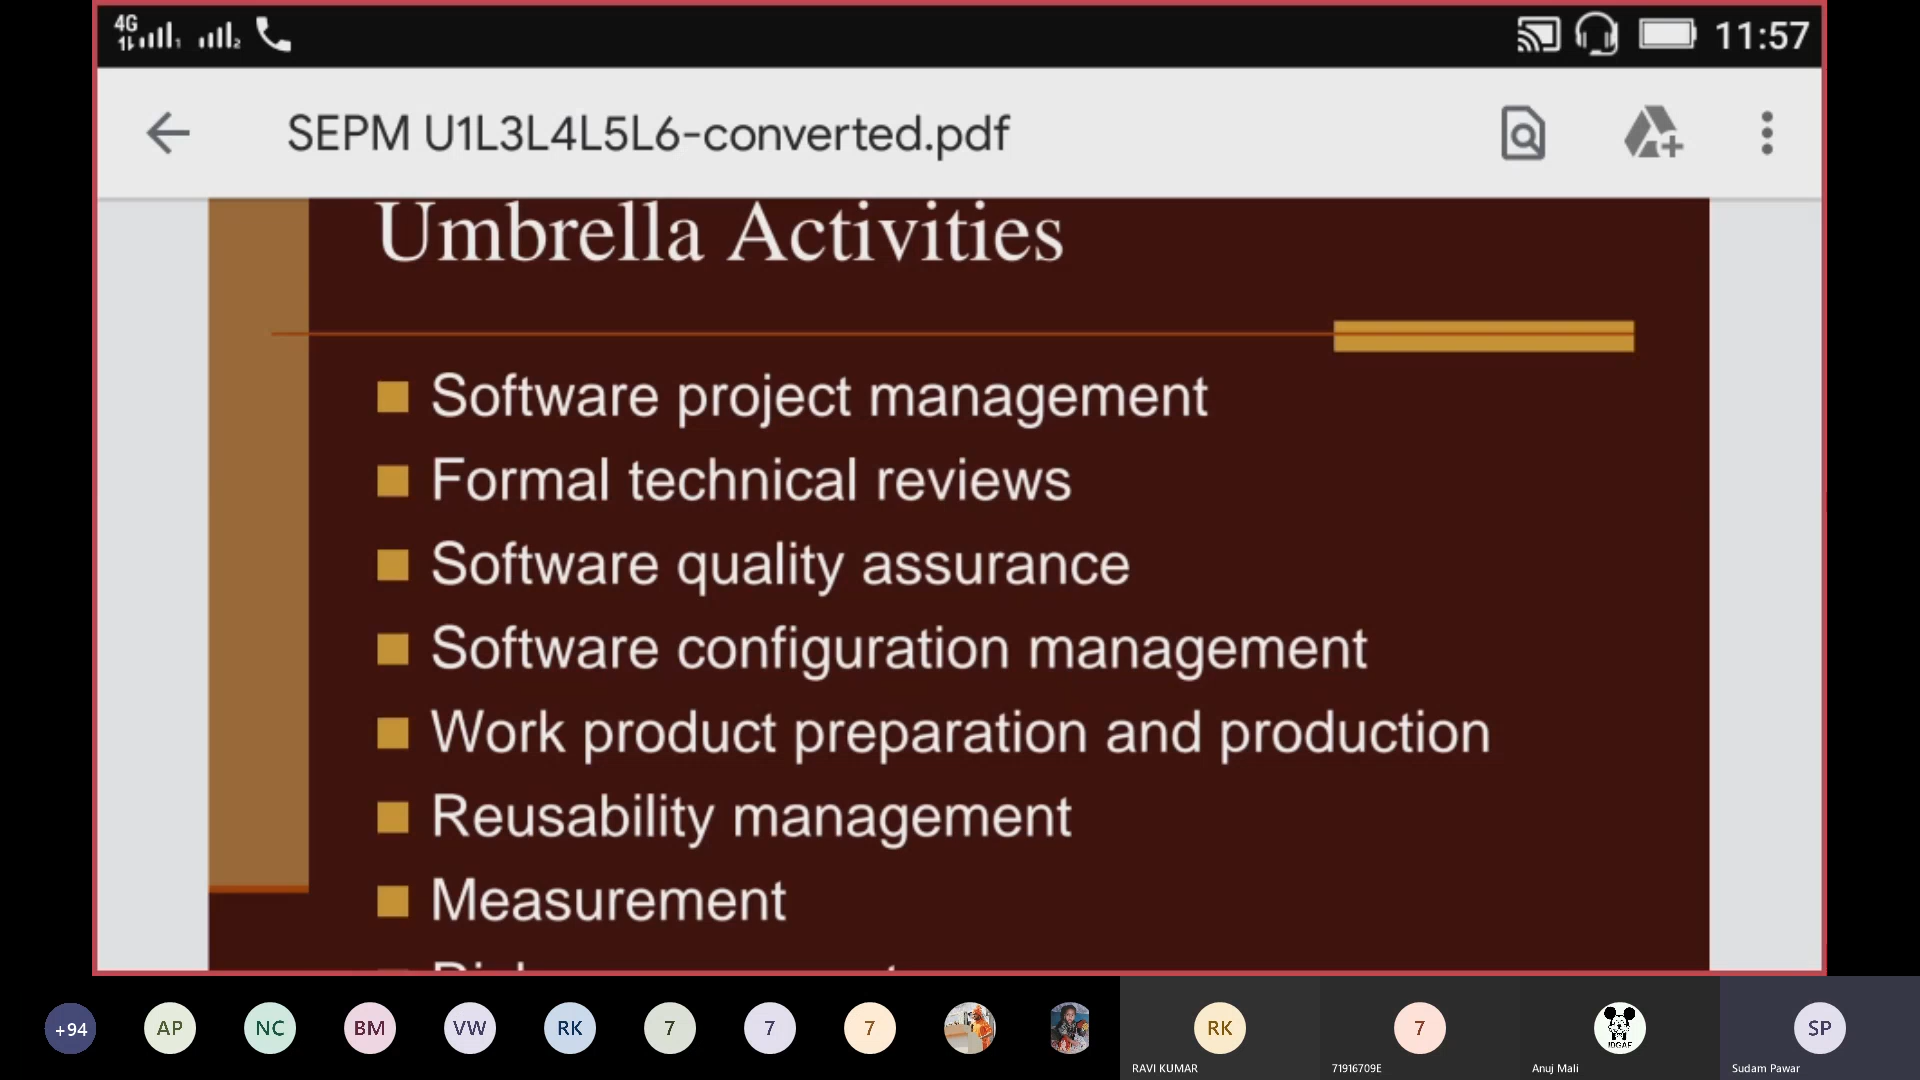 4G
11:57
SEPM U1L3L4L5L6-converted.pdf
Umbrella Activities
Software project management
Formal technical reviews
Software quality assurance
Software configuration management
Work product preparation and production
Reusability management
Measurement
+94
AP
NC
BM
VW
RK
7
7
7
RK
7
IDGAF
SP
RAVI KUMAR
71916709E
Anuj Mali
Sudam Pawar